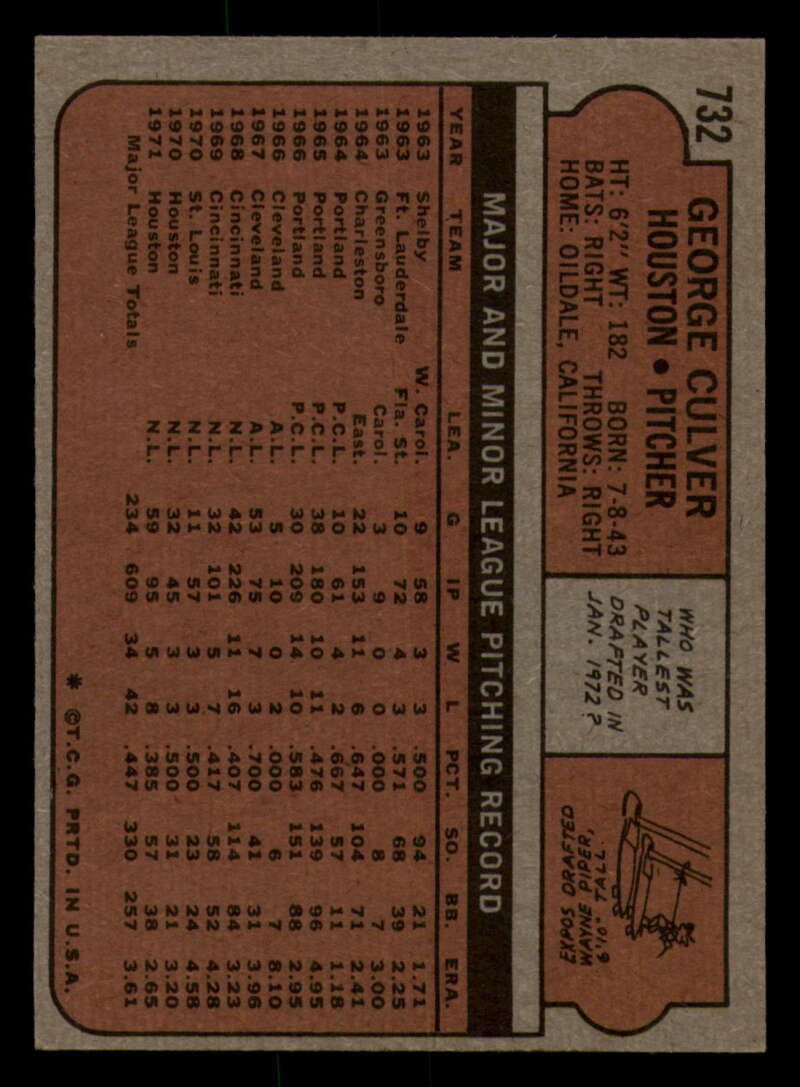 732
GEORGE CULVER
HOUSTON • PITCHER
HT: 6'2" WT: 182 BORN: 7-8-43
BATS: RIGHT THROWS: RIGHT
HOME: OILDALE, CALIFORNIA
WHO WAS
TALLEST
PLAYER
DRAFTED IN
JAN. 1972?
EXPOS DRAFTED
WAYNE PIPER,
6'10" TALL.
MAJOR AND MINOR LEAGUE PITCHING RECORD
YEAR TEAM LEA. G IP W L PCT. SO. BB. ERA.
1963 Shelby W. Carol. 9 58 3 3 .500 94 21 1.71
1963 Ft. Lauderdale Fla. St. 10 72 4 3 .571 68 39 2.25
1963 Greensboro Carol. 3 9 0 0 .000 8 7 3.00
1964 Charleston East. 22 153 11 6 .647 104 71 2.41
1964 Portland P.C.L. 10 61 4 2 .667 57 11 1.18
1965 Portland P.C.L. 38 180 10 11 .476 139 96 4.95
1966 Portland P.C.L. 30 209 14 10 .583 151 88 2.95
1966 Cleveland A.L. 5 10 0 2 .000 6 7 8.10
1967 Cleveland A.L. 53 75 7 3 .700 41 31 3.96
1968 Cincinnati N.L. 42 226 11 16 .407 114 84 3.23
1969 Cincinnati N.L. 32 101 5 7 .417 58 52 4.28
1970 St. Louis N.L. 11 57 3 3 .500 23 24 4.58
1970 Houston N.L. 32 45 3 3 .500 31 21 3.20
1971 Houston N.L. 59 95 5 8 .385 57 38 2.65
Major League Totals 234 609 34 42 .447 330 257 3.61
* ©T.C.G. PRTD. IN U.S.A.